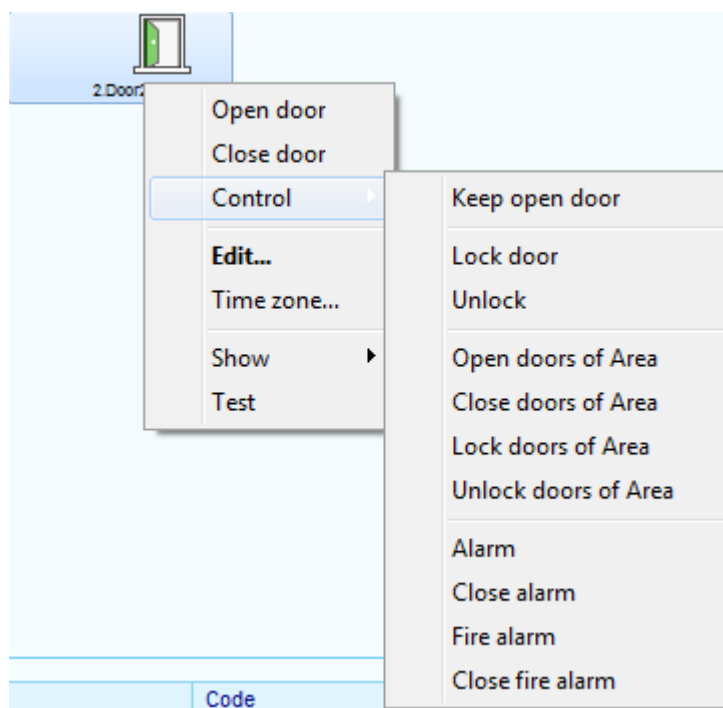 2.Door2
Open door
Close door
Control
Edit...
Time zone...
Show
Test
Keep open door
Lock door
Unlock
Open doors of Area
Close doors of Area
Lock doors of Area
Unlock doors of Area
Alarm
Close alarm
Fire alarm
Close fire alarm
Code